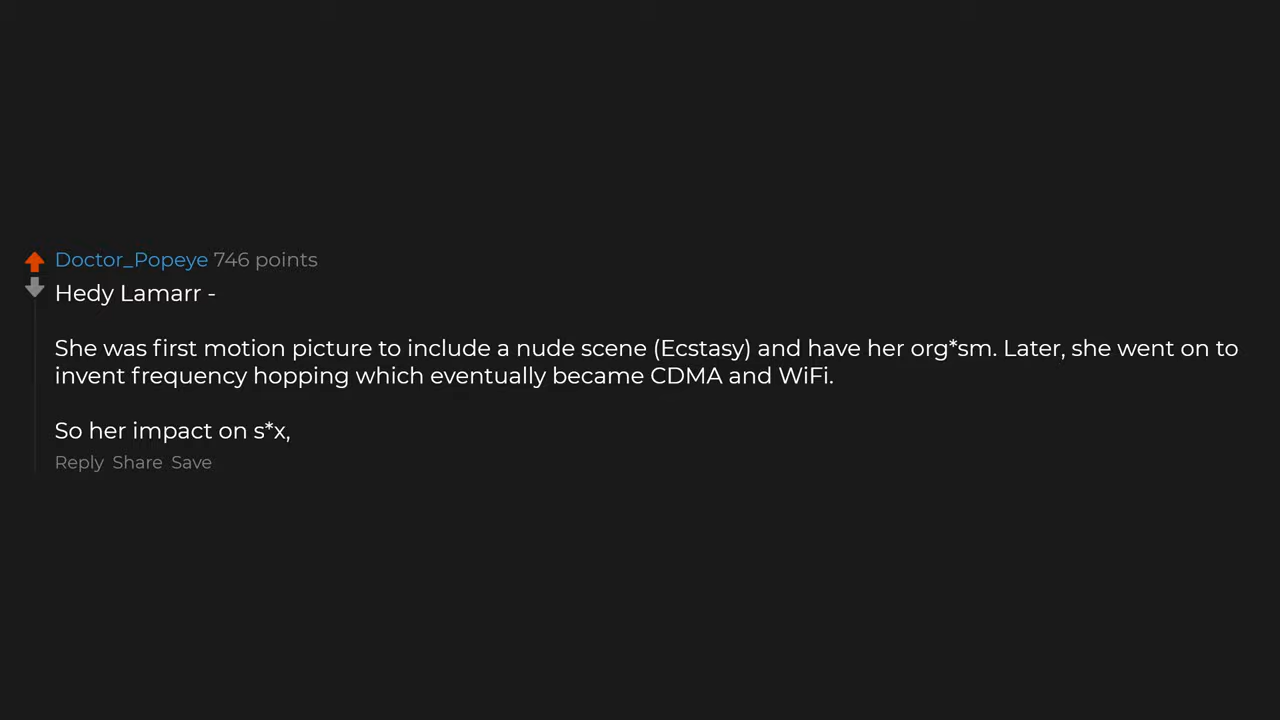 Doctor_Popeye 746 points
Hedy Lamarr -
She was first motion picture to include a nude scene (Ecstasy) and have her org*sm. Later, she went on to
invent frequency hopping which eventually became CDMA and WiFi.
So her impact on s*x,
Reply Share Save